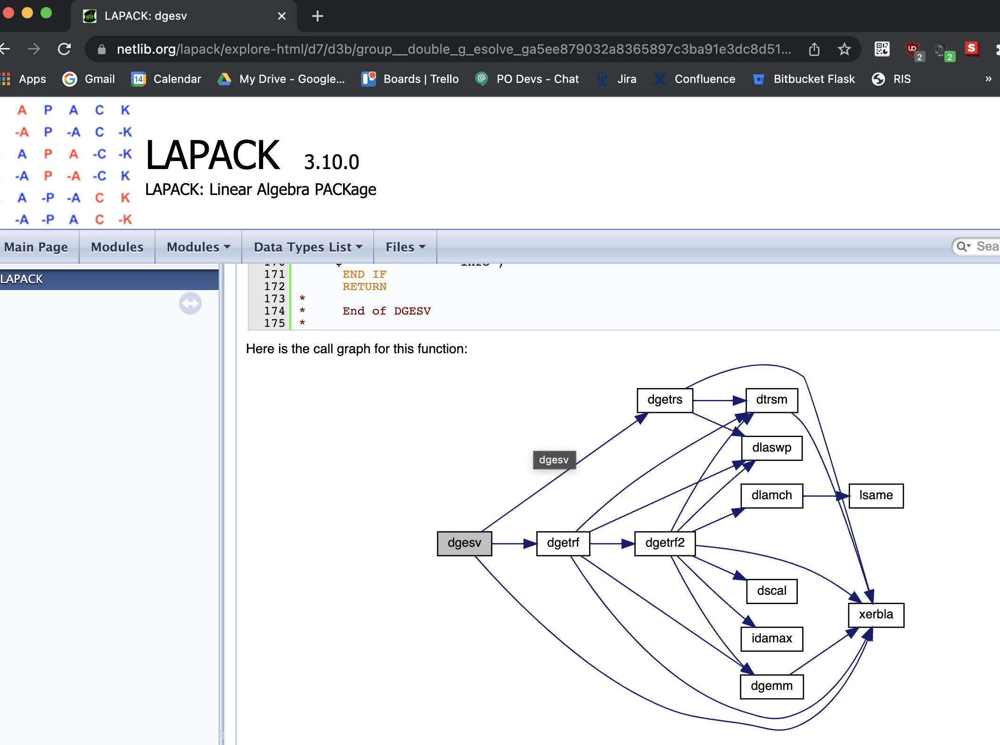 LAPACK: dgesv
netlib.org/lapack/explore-html/d7/d3b/group__double_g_esolve_ga5ee879032a8365897c3ba91e3dc8d51...
2
2
S
Apps
Gmail
14
Calendar
My Drive - Google...
Boards | Trello
PO Devs - Chat
Jira
Confluence
Bitbucket Flask
RIS
»
A P A C K
-A P -A C -K
A P A -C -K
-A P -A -C K
A -P -A C K
-A -P A C -K
LAPACK 3.10.0
LAPACK: Linear Algebra PACKage
Main Page
Modules
Modules
Data Types List
Files
LAPACK
171 END IF
172 RETURN
173 *
174 * End of DGESV
175 *
Here is the call graph for this function:
dgetrs
dtrsm
dlaswp
dgesv
dlamch
lsame
dgesv
dgetrf
dgetrf2
dscal
xerbla
idamax
dgemm